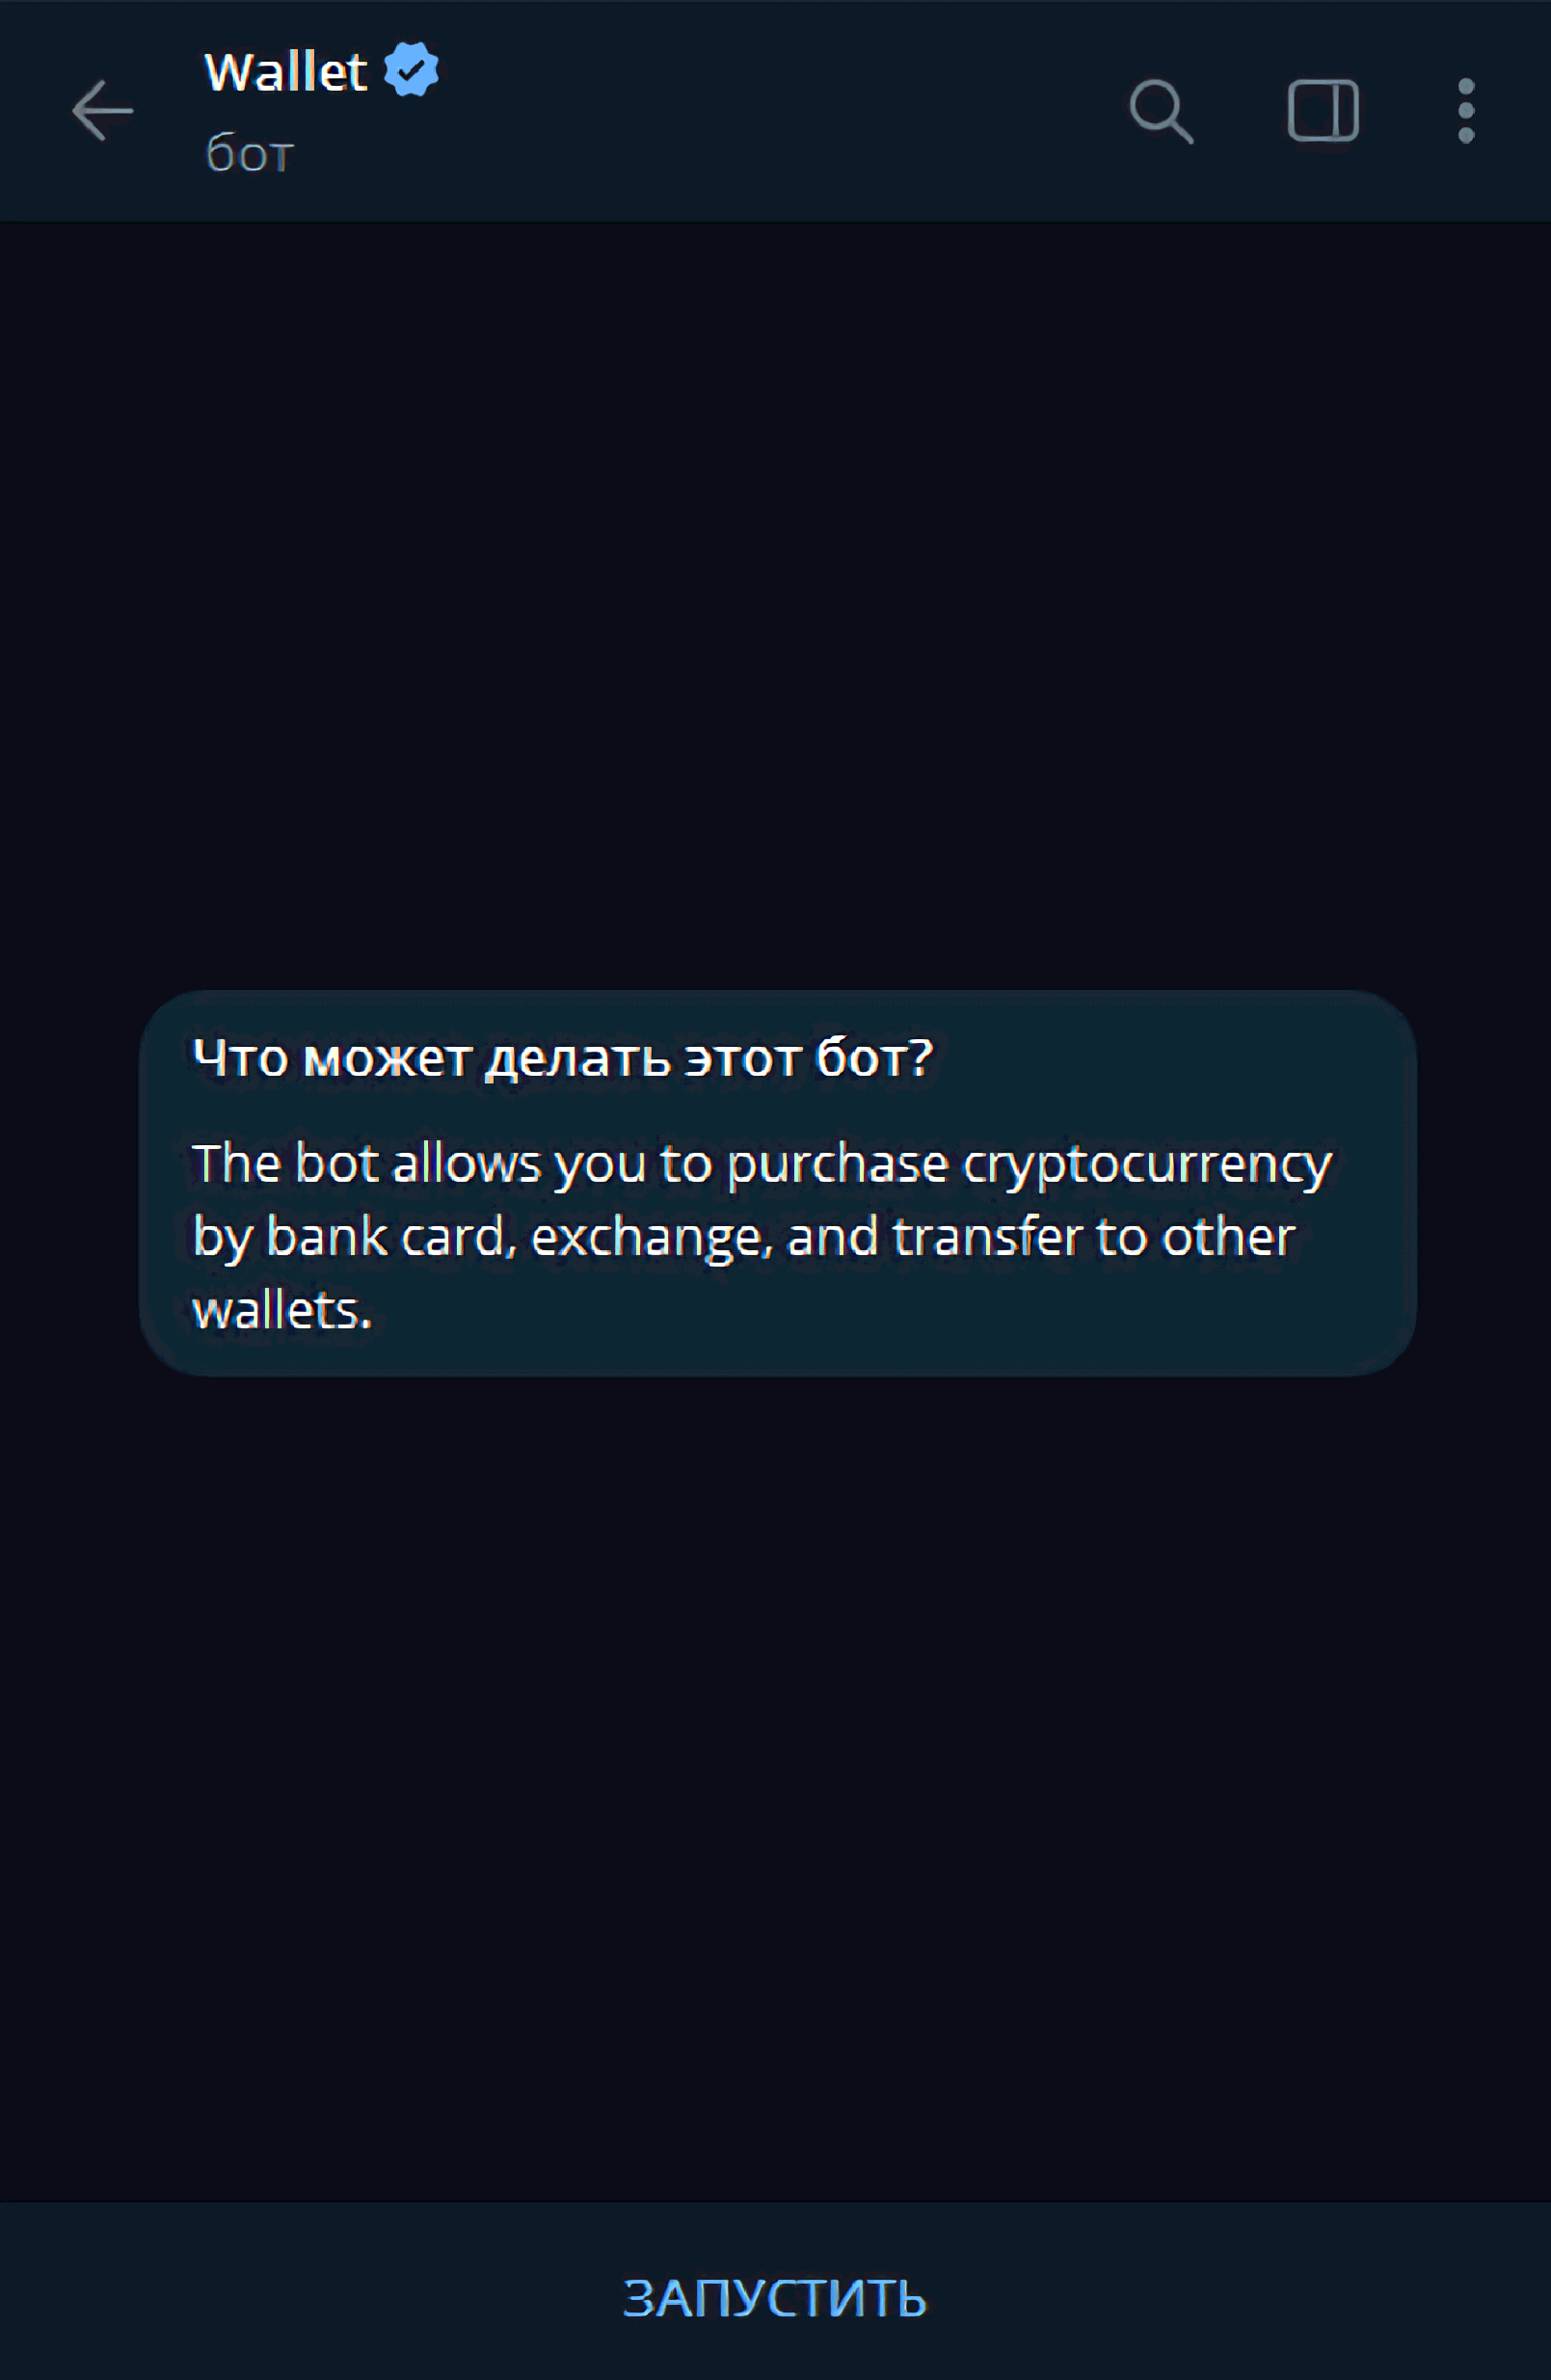 Wallet
бот
Что может делать этот бот?
The bot allows you to purchase cryptocurrency
by bank card, exchange, and transfer to other
wallets.
ЗАПУСТИТЬ